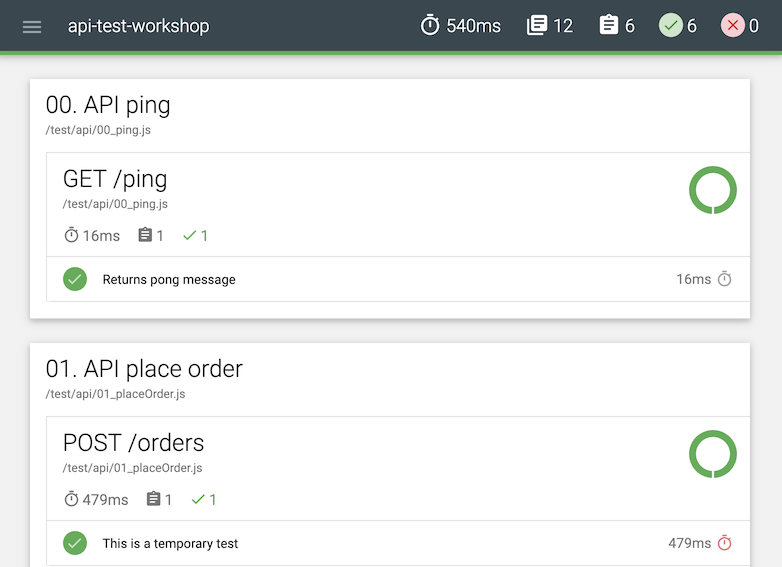 api-test-workshop 540ms 12 6 6 0
00. API ping
/test/api/00_ping.js
GET /ping
/test/api/00_ping.js
16ms 1 1
Returns pong message 16ms
01. API place order
/test/api/01_placeOrder.js
POST /orders
/test/api/01_placeOrder.js
479ms 1 1
This is a temporary test 479ms